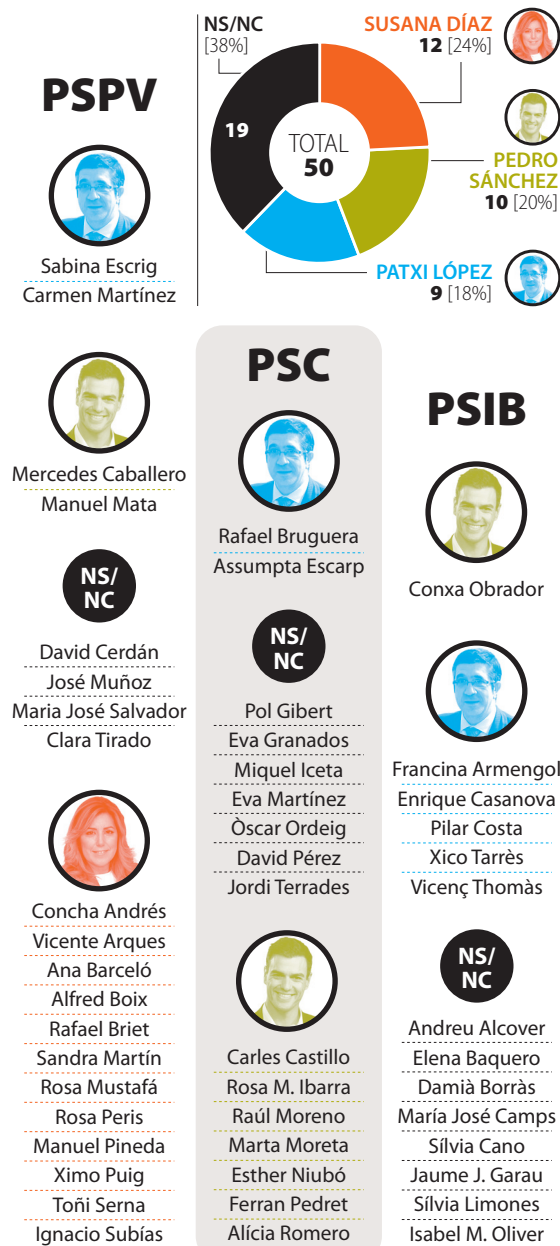 NS/NC
[38%]
SUSANA DÍAZ
12 [24%]
19
TOTAL
50
PEDRO
SÁNCHEZ
10 [20%]
PATXI LÓPEZ
9 [18%]
PSPV
Sabina Escrig
Carmen Martínez
Mercedes Caballero
Manuel Mata
NS/
NC
David Cerdán
José Muñoz
Maria José Salvador
Clara Tirado
Concha Andrés
Vicente Arques
Ana Barceló
Alfred Boix
Rafael Briet
Sandra Martín
Rosa Mustafá
Rosa Peris
Manuel Pineda
Ximo Puig
Toñi Serna
Ignacio Subías
PSC
Rafael Bruguera
Assumpta Escarp
NS/
NC
Pol Gibert
Eva Granados
Miquel Iceta
Eva Martínez
Òscar Ordeig
David Pérez
Jordi Terrades
Carles Castillo
Rosa M. Ibarra
Raúl Moreno
Marta Moreta
Esther Niubó
Ferran Pedret
Alícia Romero
PSIB
Conxa Obrador
Francina Armengol
Enrique Casanova
Pilar Costa
Xico Tarrès
Vicenç Thomàs
NS/
NC
Andreu Alcover
Elena Baquero
Damià Borràs
María José Camps
Sílvia Cano
Jaume J. Garau
Sílvia Limones
Isabel M. Oliver